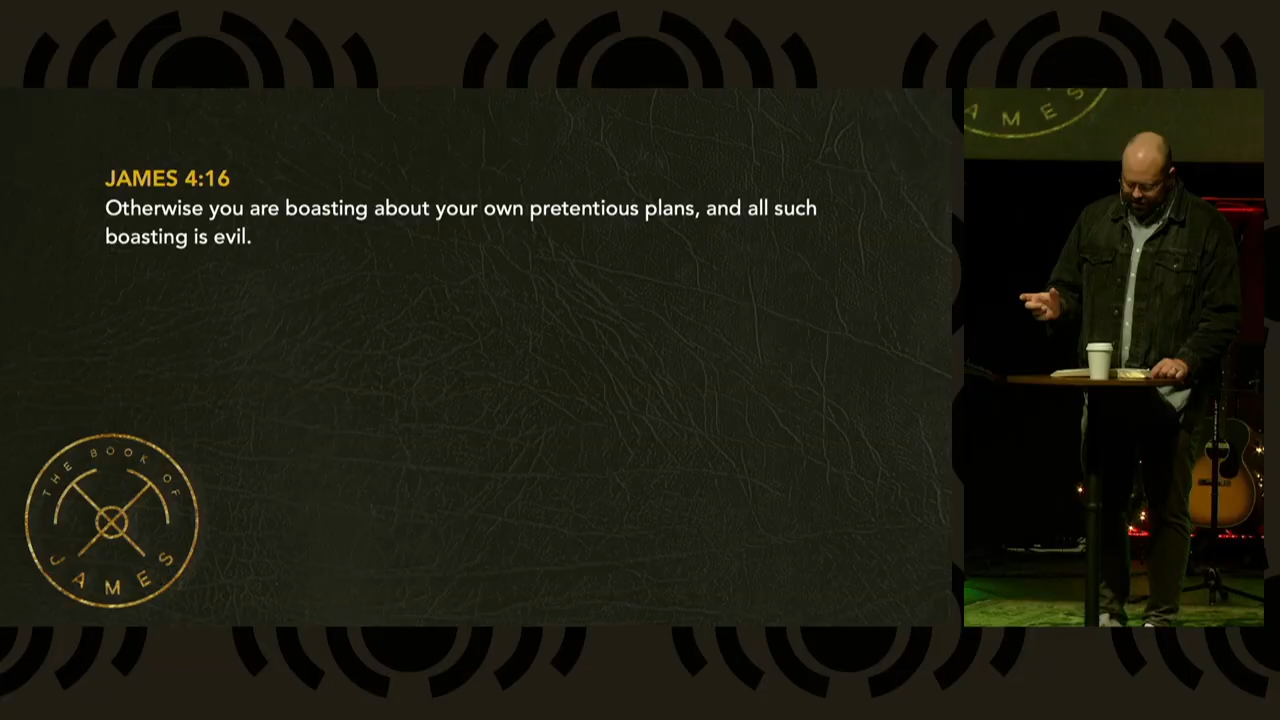 JAMES 4:16
Otherwise you are boasting about your own pretentious plans, and all such
boasting is evil.
THE BOOK OF
JAMES
AMES